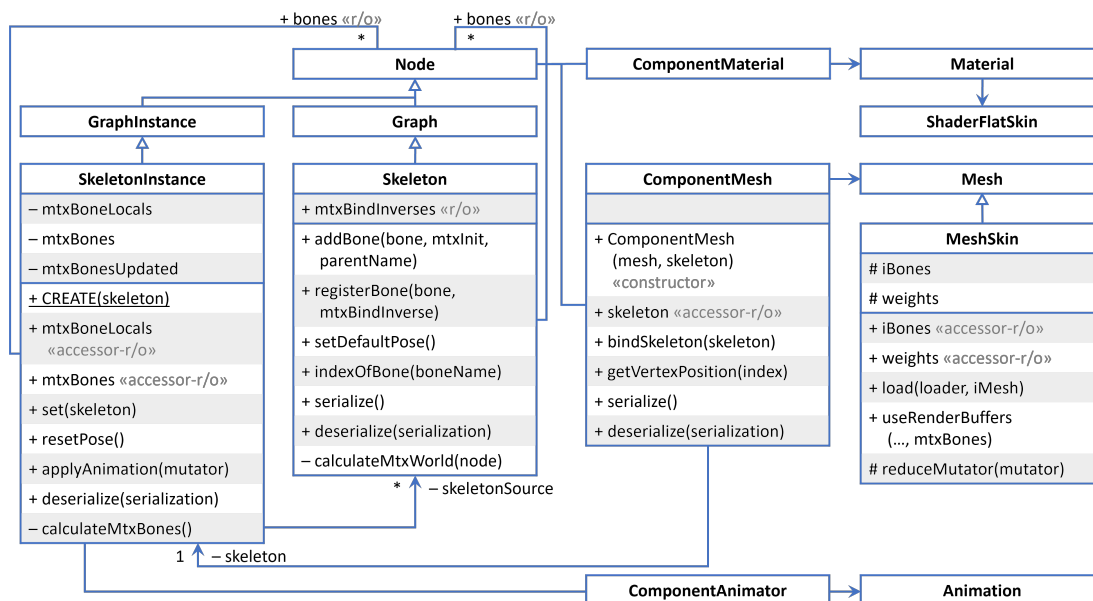 + bones «r/o»
+ bones «r/o»
*
*
Node
ComponentMaterial
Material
GraphInstance
Graph
ShaderFlatSkin
SkeletonInstance
– mtxBoneLocals
– mtxBones
– mtxBonesUpdated
+ CREATE(skeleton)
+ mtxBoneLocals
«accessor-r/o»
+ mtxBones «accessor-r/o»
+ set(skeleton)
+ resetPose()
+ applyAnimation(mutator)
+ deserialize(serialization)
– calculateMtxBones()
Skeleton
+ mtxBindInverses «r/o»
+ addBone(bone, mtxInit,
parentName)
+ registerBone(bone,
mtxBindInverse)
+ setDefaultPose()
+ indexOfBone(boneName)
+ serialize()
+ deserialize(serialization)
– calculateMtxWorld(node)
ComponentMesh
+ ComponentMesh
(mesh, skeleton)
«constructor»
+ skeleton «accessor-r/o»
+ bindSkeleton(skeleton)
+ getVertexPosition(index)
+ serialize()
+ deserialize(serialization)
Mesh
MeshSkin
# iBones
# weights
+ iBones «accessor-r/o»
+ weights «accessor-r/o»
+ load(loader, iMesh)
+ useRenderBuffers
(..., mtxBones)
# reduceMutator(mutator)
*
– skeletonSource
1
– skeleton
ComponentAnimator
Animation